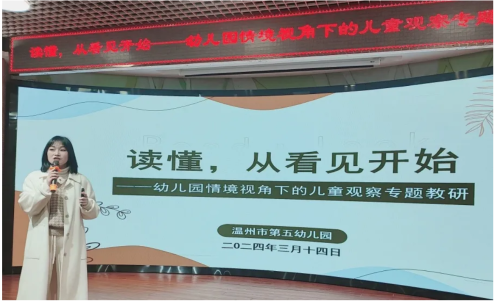 读懂，从看见开始——幼儿园情境视角下的儿童观察专题
读懂，从看见开始
——幼儿园情境视角下的儿童观察专题教研
温州市第五幼儿园
二〇二四年三月十四日